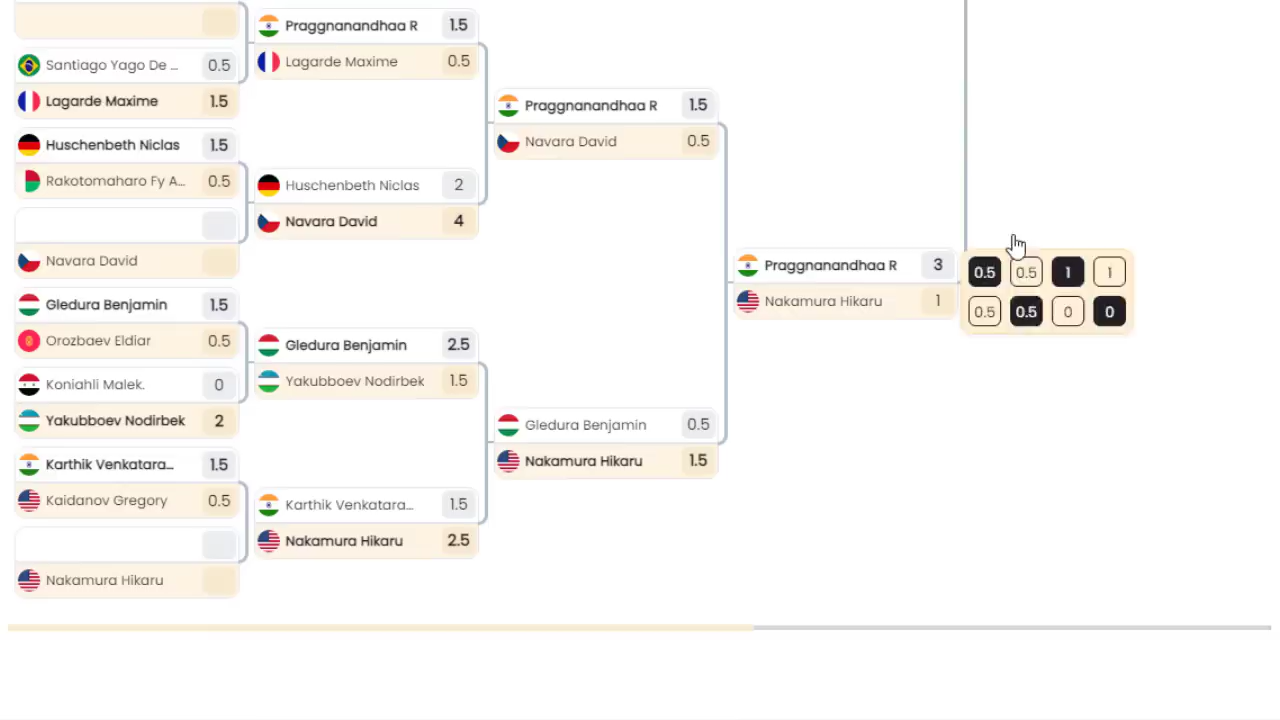 Santiago Yago De ... 0.5
Lagarde Maxime 1.5
Huschenbeth Niclas 1.5
Rakotomaharo Fy A... 0.5
Navara David
Gledura Benjamin 1.5
Orozbaev Eldiar 0.5
Koniahli Malek. 0
Yakubboev Nodirbek 2
Karthik Venkatara... 1.5
Kaidanov Gregory 0.5
Nakamura Hikaru
Praggnanandhaa R 1.5
Lagarde Maxime 0.5
Huschenbeth Niclas 2
Navara David 4
Gledura Benjamin 2.5
Yakubboev Nodirbek 1.5
Karthik Venkatara... 1.5
Nakamura Hikaru 2.5
Praggnanandhaa R 1.5
Navara David 0.5
Gledura Benjamin 0.5
Nakamura Hikaru 1.5
Praggnanandhaa R 3
Nakamura Hikaru 1
0.5 0.5 1 1
0.5 0.5 0 0